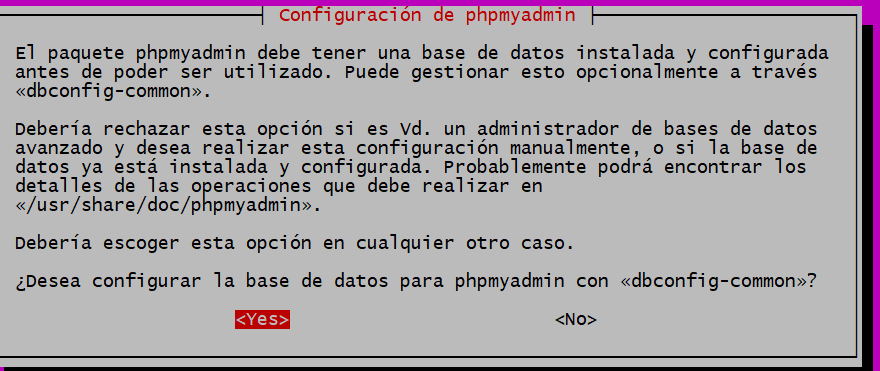 Configuración de phpmyadmin
El paquete phpmyadmin debe tener una base de datos instalada y configurada
antes de poder ser utilizado. Puede gestionar esto opcionalmente a través
«dbconfig-common».
Debería rechazar esta opción si es Vd. un administrador de bases de datos
avanzado y desea realizar esta configuración manualmente, o si la base de
datos ya está instalada y configurada. Probablemente podrá encontrar los
detalles de las operaciones que debe realizar en
«/usr/share/doc/phpmyadmin».
Debería escoger esta opción en cualquier otro caso.
¿Desea configurar la base de datos para phpmyadmin con «dbconfig-common»?
<Yes> <No>